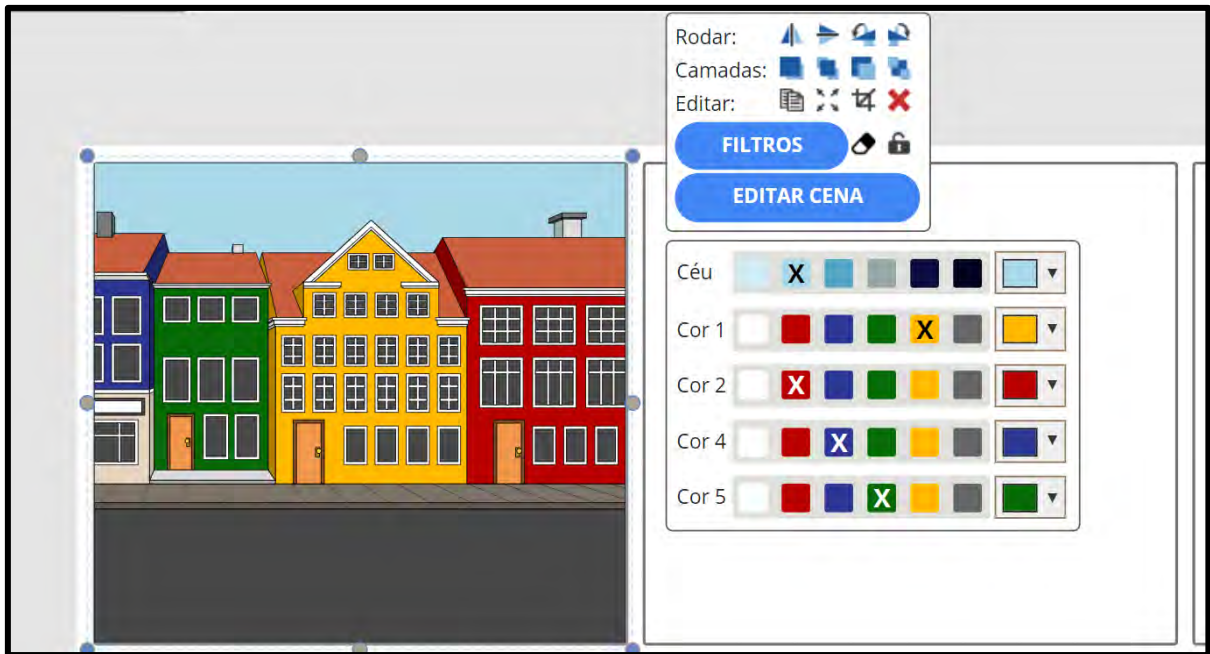 Rodar:
Camadas:
Editar:
FILTROS
EDITAR CENA
Céu X
Cor 1 X
Cor 2 X
Cor 4 X
Cor 5 X